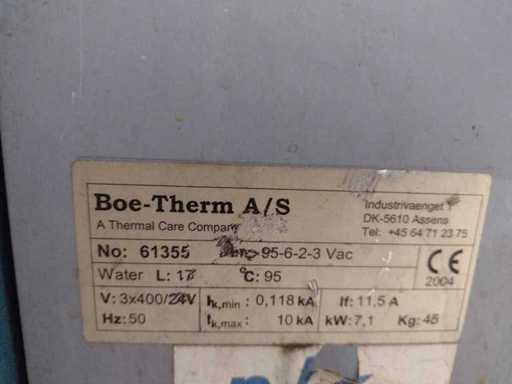 Boe-Therm A/S
A Thermal Care Company
Industrivaenget
DK-5610 Assens
Tel: +45 64 71 23 75
No: 61355 95-6-2-3 Vac
Water L: 17 °C: 95
CE
2004
V: 3x400/24V Ik,min : 0,118 kA If: 11,5 A
Hz: 50 Ik,max : 10 kA kW: 7,1 Kg: 45